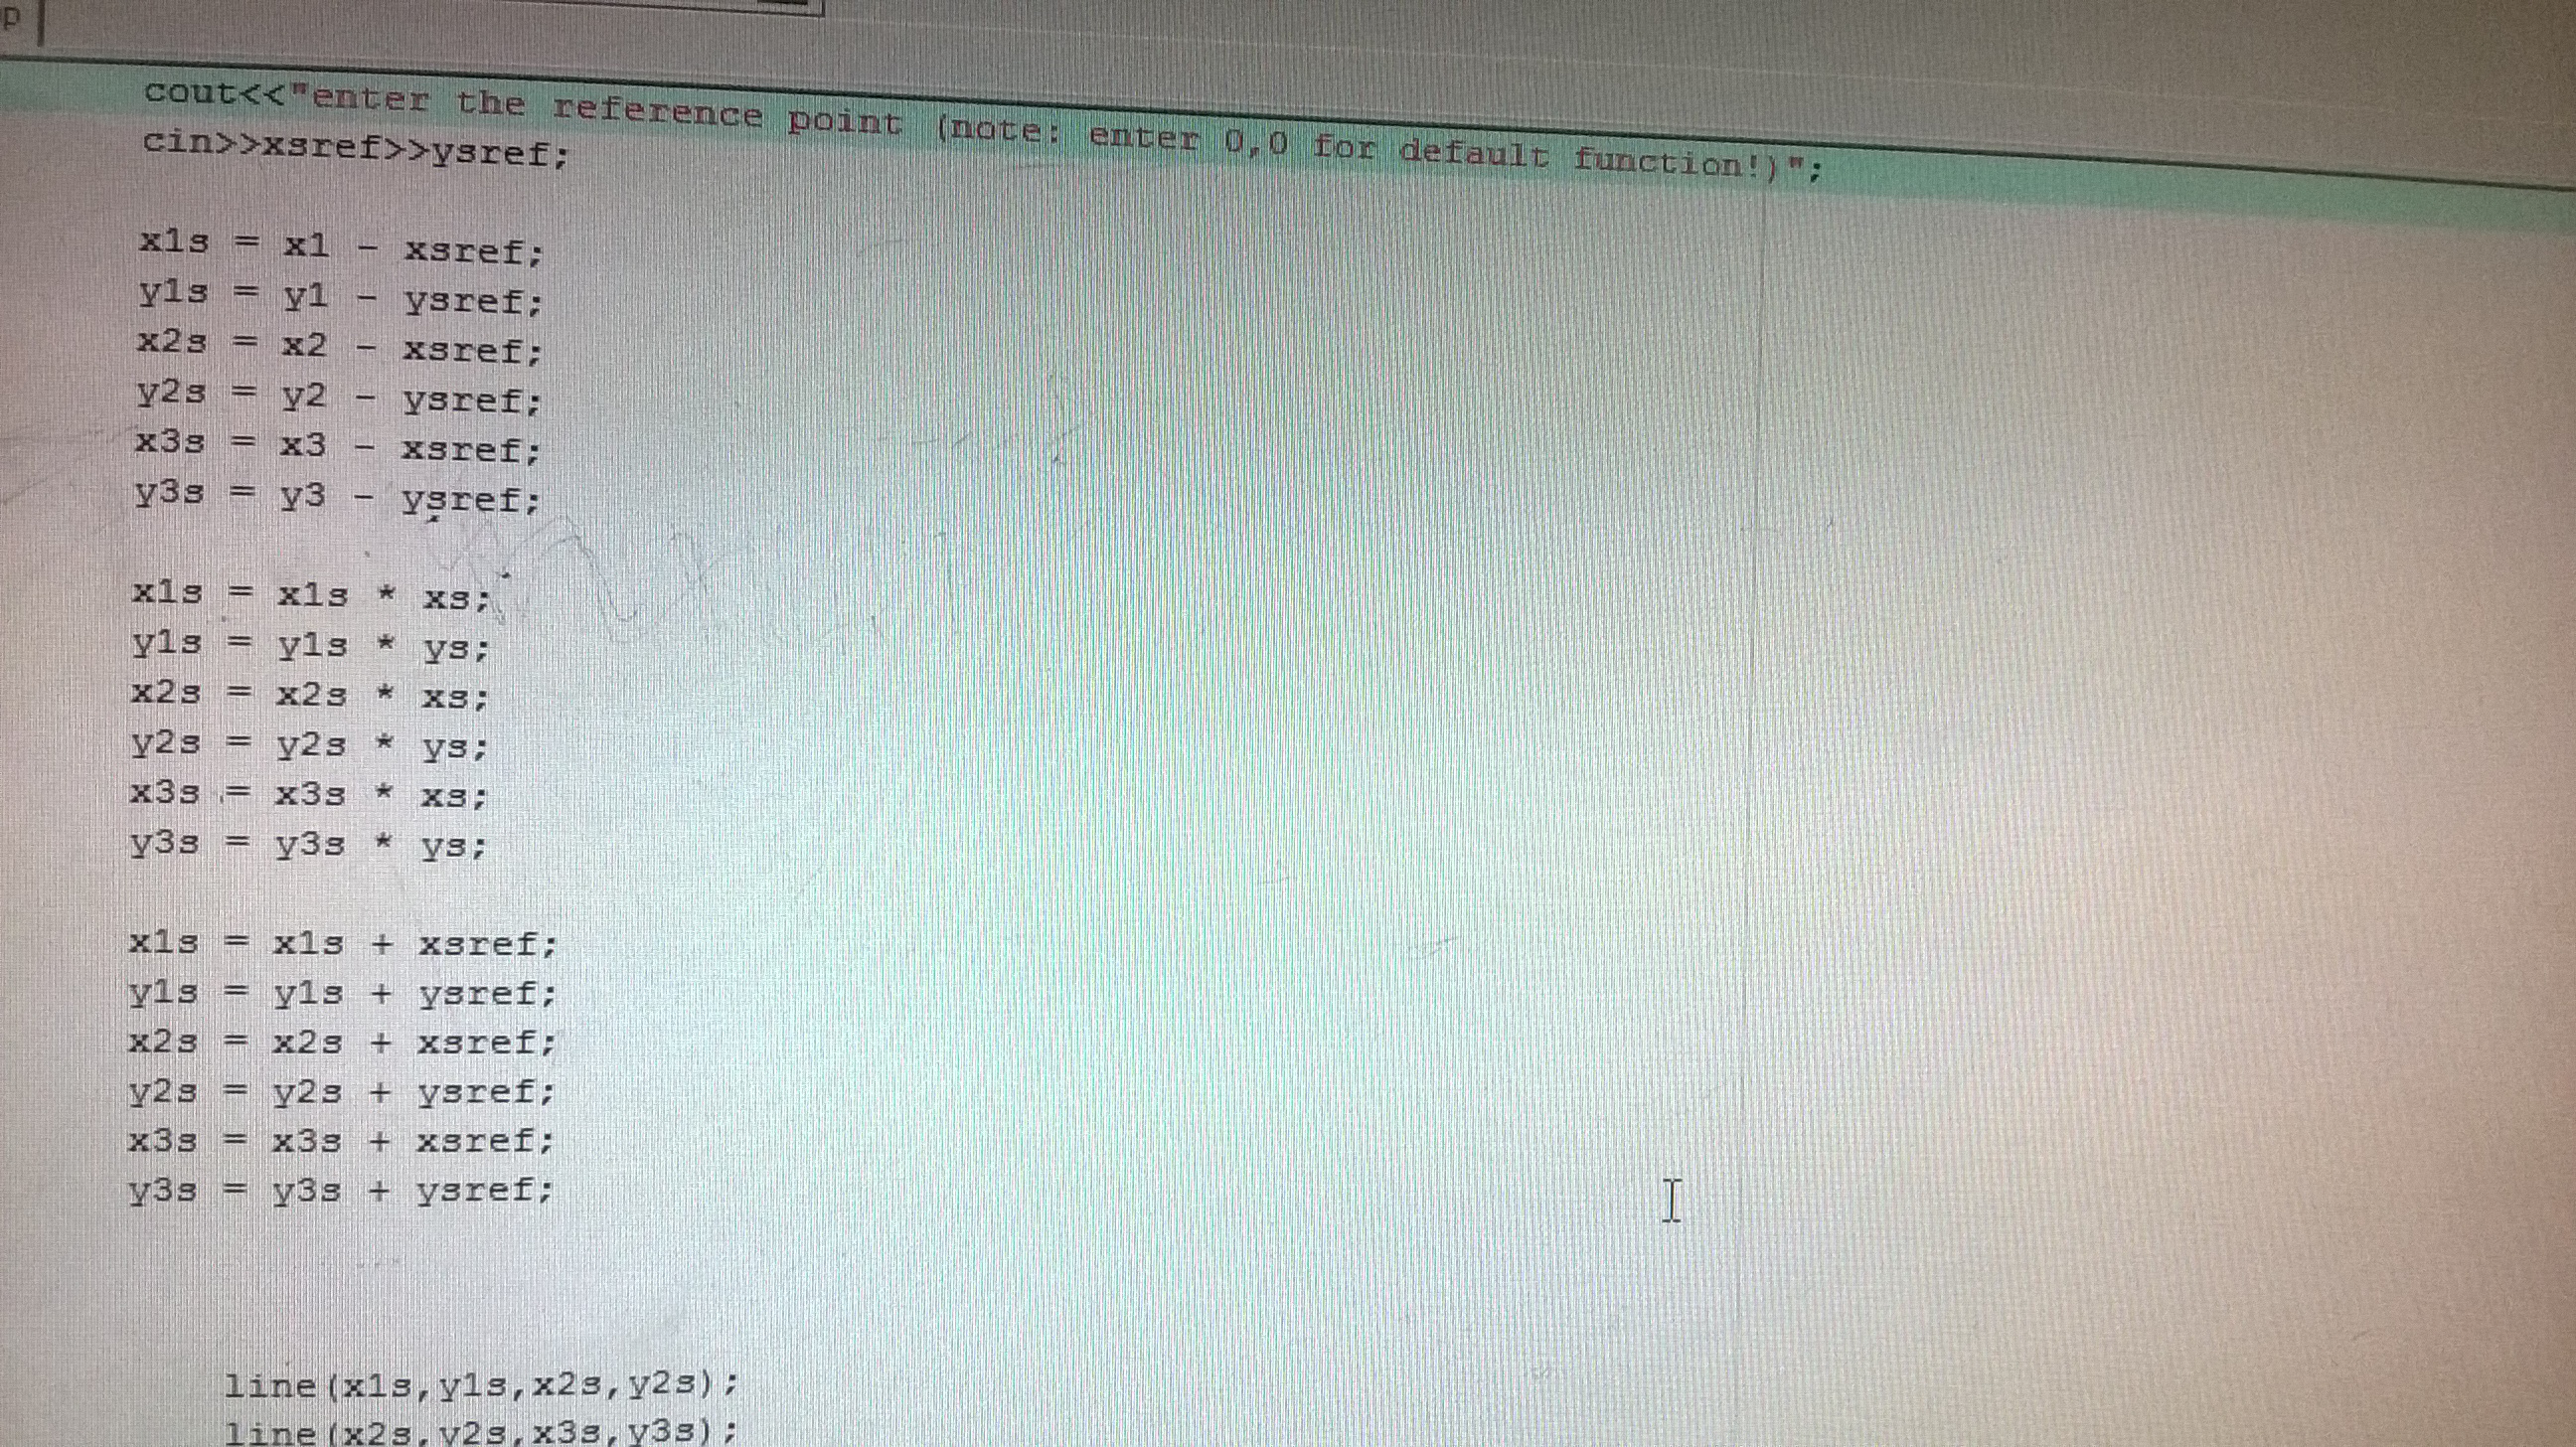 p
cout<<"enter the reference point (note: enter 0,0 for default function!)";
cin>>xsref>>ysref;
x1s = x1 - xsref;
y1s = y1 - ysref;
x2s = x2 - xsref;
y2s = y2 - ysref;
x3s = x3 - xsref;
y3s = y3 - ysref;
x1s = x1s * xs;
y1s = y1s * ys;
x2s = x2s * xs;
y2s = y2s * ys;
x3s = x3s * xs;
y3s = y3s * ys;
x1s = x1s + xsref;
y1s = y1s + ysref;
x2s = x2s + xsref;
y2s = y2s + ysref;
x3s = x3s + xsref;
y3s = y3s + ysref;
line(x1s,y1s,x2s,y2s);
line(x2s,y2s,x3s,y3s);